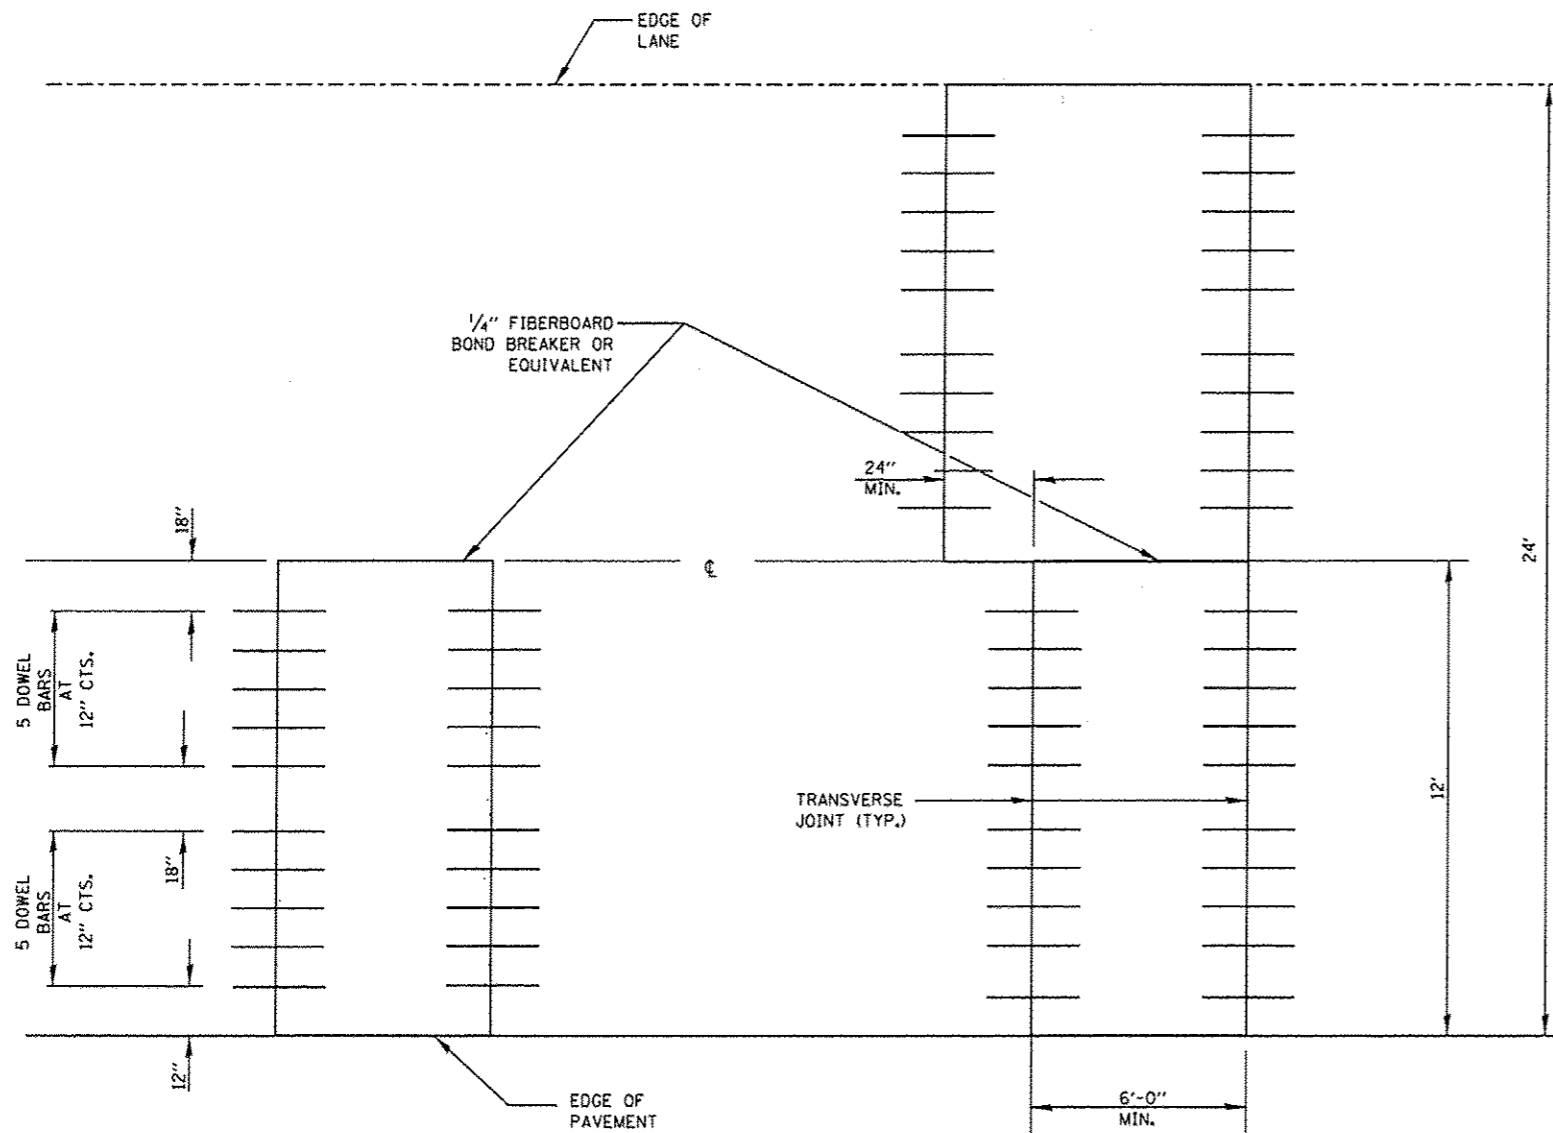 EDGE OF
LANE
1/4" FIBERBOARD
BOND BREAKER OR
EQUIVALENT
24"
MIN.
18"
℄
24'
5 DOWEL
BARS
AT
12" CTS.
12'
TRANSVERSE
JOINT (TYP.)
5 DOWEL
BARS
AT
12" CTS.
18"
12"
EDGE OF
PAVEMENT
6'-0"
MIN.